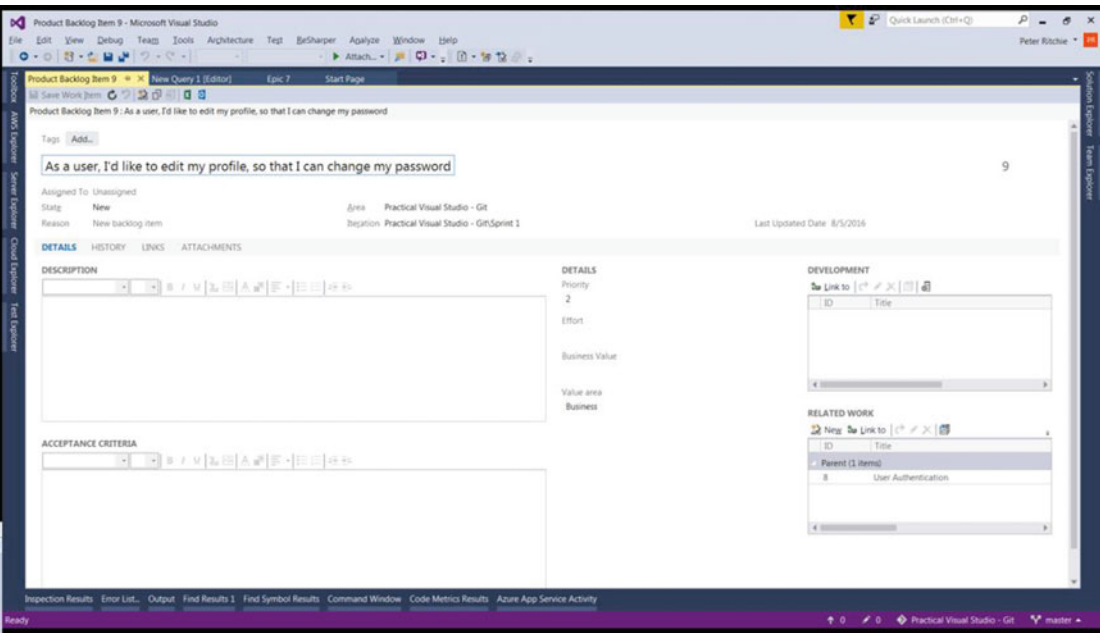 Product Backlog Item 9 - Microsoft Visual Studio
Quick Launch (Ctrl+Q)
File Edit View Debug Team Tools Architecture Test ReSharper Analyze Window Help
Peter Ritchie PR
Attach...
Product Backlog Item 9 New Query 1 [Editor] Epic 7 Start Page
Save Work Item
Product Backlog Item 9 : As a user, I'd like to edit my profile, so that I can change my password
Toolbox
AWS Explorer
Server Explorer
Cloud Explorer
Test Explorer
Solution Explorer
Team Explorer
Tags Add...
As a user, I'd like to edit my profile, so that I can change my password 9
Assigned To Unassigned
State New Area Practical Visual Studio - Git
Reason New backlog item Iteration Practical Visual Studio - Git\Sprint 1 Last Updated Date 8/5/2016
DETAILS HISTORY LINKS ATTACHMENTS
DESCRIPTION
B I U A
ACCEPTANCE CRITERIA
B I U A
DETAILS
Priority
2
Effort
Business Value
Value area
Business
DEVELOPMENT
Link to
ID Title
RELATED WORK
New Link to
ID Title
Parent (1 items)
8 User Authentication
Inspection Results Error List... Output Find Results 1 Find Symbol Results Command Window Code Metrics Results Azure App Service Activity
Ready 0 0 Practical Visual Studio - Git master